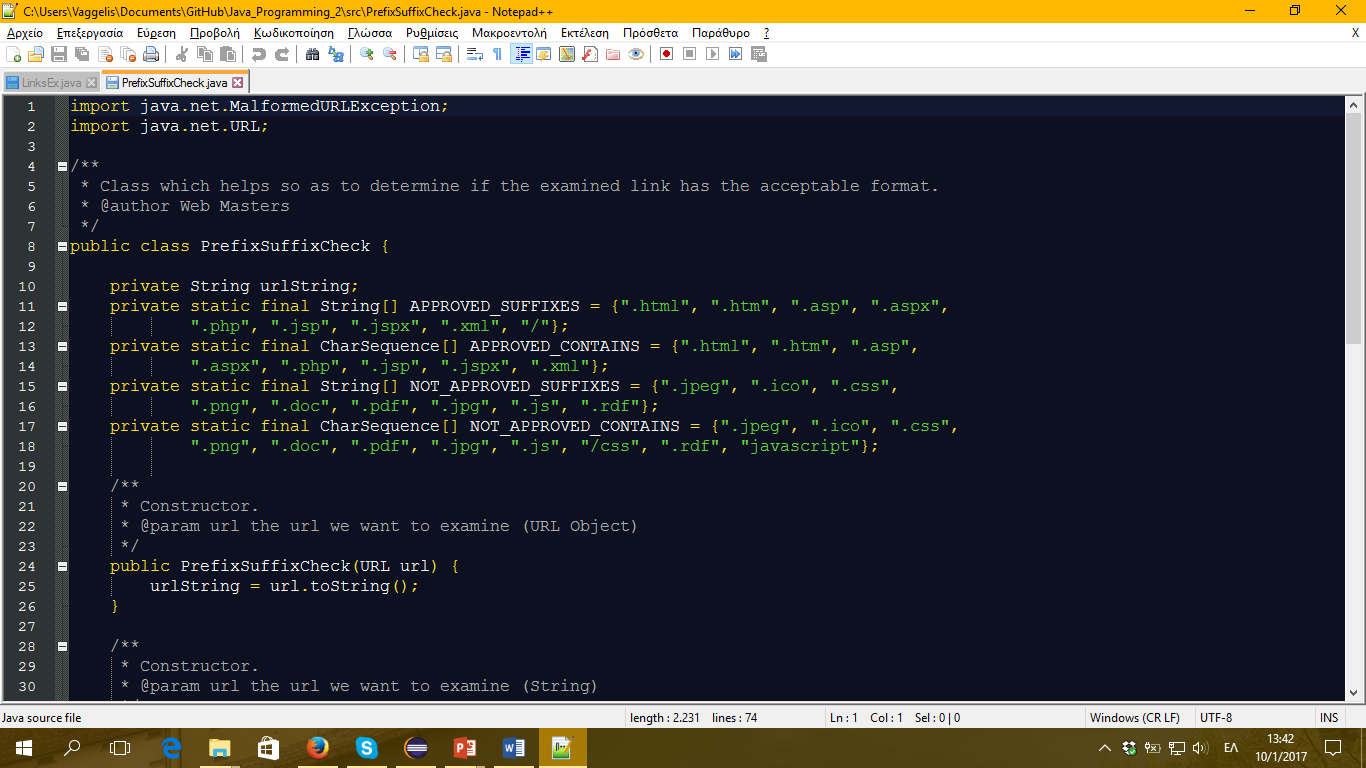 C:\Users\Vaggelis\Documents\GitHub\Java_Programming_2\src\PrefixSuffixCheck.java - Notepad++
Αρχείο Επεξεργασία Εύρεση Προβολή Κωδικοποίηση Γλώσσα Ρυθμίσεις Μακροεντολή Εκτέλεση Πρόσθετα Παράθυρο ? X
LinksEx.java PrefixSuffixCheck.java
1 import java.net.MalformedURLException;
2 import java.net.URL;
3
4 /**
5 * Class which helps so as to determine if the examined link has the acceptable format.
6 * @author Web Masters
7 */
8 public class PrefixSuffixCheck {
9
10 private String urlString;
11 private static final String[] APPROVED_SUFFIXES = {".html", ".htm", ".asp", ".aspx",
12 ".php", ".jsp", ".jspx", ".xml", "/"};
13 private static final CharSequence[] APPROVED_CONTAINS = {".html", ".htm", ".asp",
14 ".aspx", ".php", ".jsp", ".jspx", ".xml"};
15 private static final String[] NOT_APPROVED_SUFFIXES = {".jpeg", ".ico", ".css",
16 ".png", ".doc", ".pdf", ".jpg", ".js", ".rdf"};
17 private static final CharSequence[] NOT_APPROVED_CONTAINS = {".jpeg", ".ico", ".css",
18 ".png", ".doc", ".pdf", ".jpg", ".js", "/css", ".rdf", "javascript"};
19
20 /**
21 * Constructor.
22 * @param url the url we want to examine (URL Object)
23 */
24 public PrefixSuffixCheck(URL url) {
25 urlString = url.toString();
26 }
27
28 /**
29 * Constructor.
30 * @param url the url we want to examine (String)
Java source file length : 2.231 lines : 74 Ln : 1 Col : 1 Sel : 0 | 0 Windows (CR LF) UTF-8 INS
ΕΛ 13:42
10/1/2017